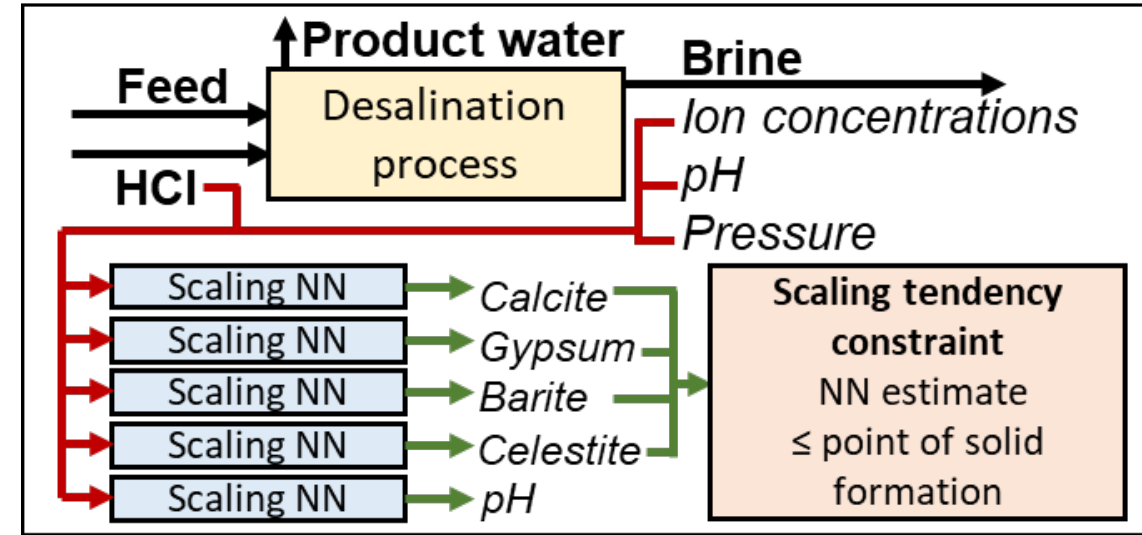 Product water
Brine
Feed
Desalination
process
HCl
Ion concentrations
pH
Pressure
Scaling NN
Calcite
Scaling NN
Gypsum
Scaling NN
Barite
Scaling NN
Celestite
Scaling NN
pH
Scaling tendency
constraint
NN estimate
≤ point of solid
formation